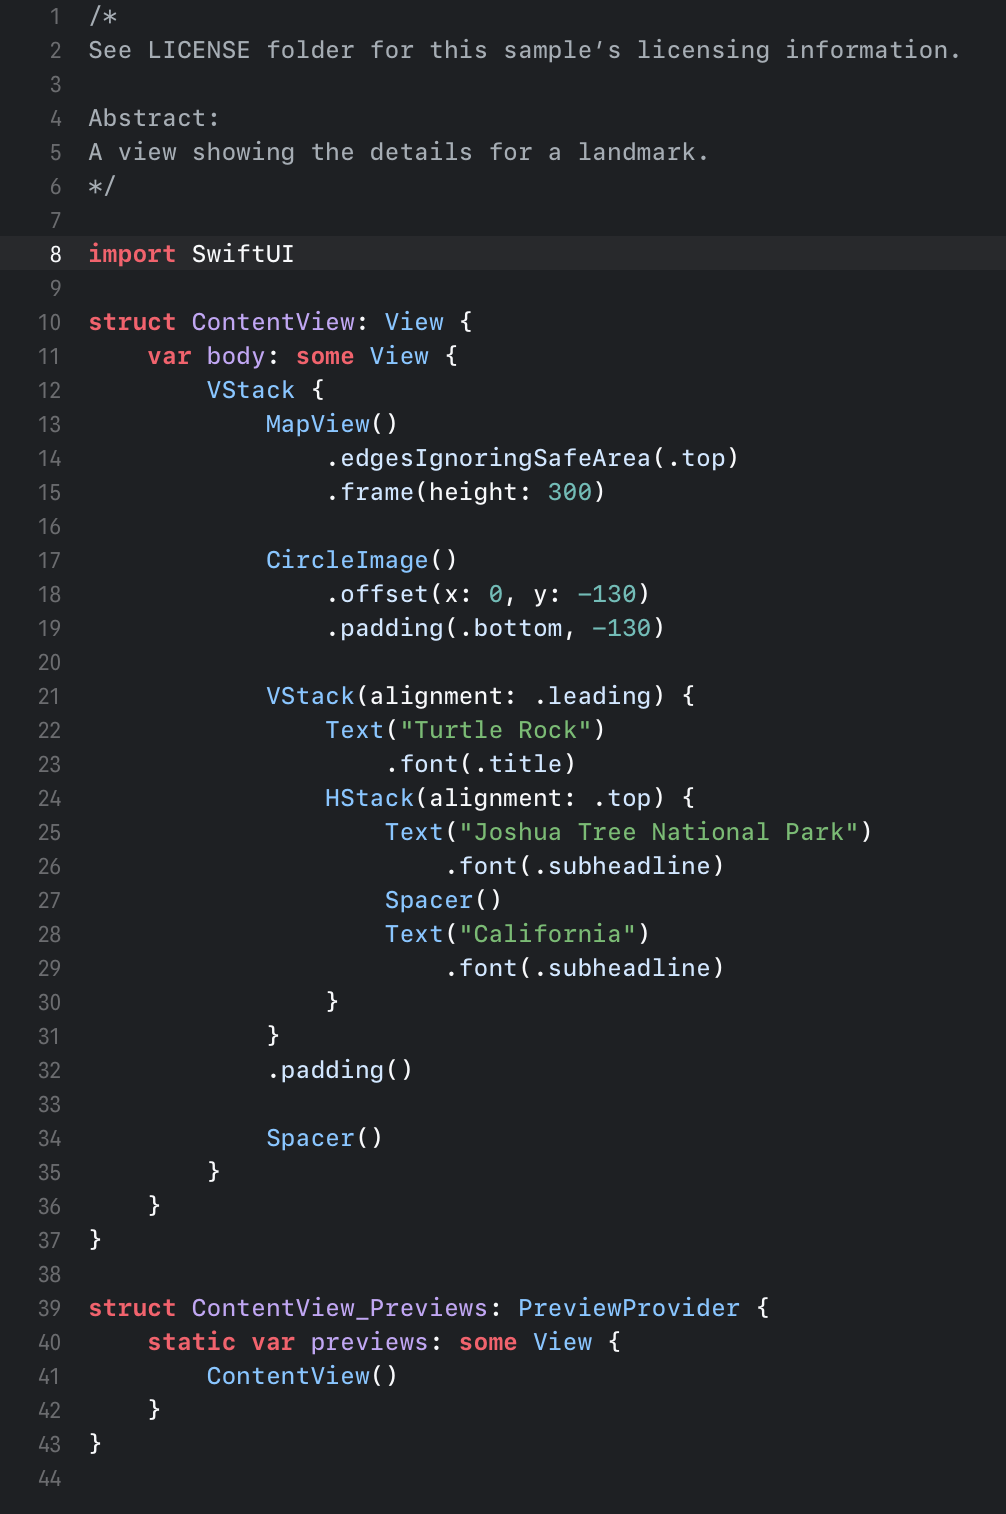 1 /*
2 See LICENSE folder for this sample’s licensing information.
3
4 Abstract:
5 A view showing the details for a landmark.
6 */
7
8 import SwiftUI
9
10 struct ContentView: View {
11     var body: some View {
12         VStack {
13             MapView()
14                 .edgesIgnoringSafeArea(.top)
15                 .frame(height: 300)
16
17             CircleImage()
18                 .offset(x: 0, y: -130)
19                 .padding(.bottom, -130)
20
21             VStack(alignment: .leading) {
22                 Text("Turtle Rock")
23                     .font(.title)
24                 HStack(alignment: .top) {
25                     Text("Joshua Tree National Park")
26                         .font(.subheadline)
27                     Spacer()
28                     Text("California")
29                         .font(.subheadline)
30                 }
31             }
32             .padding()
33
34             Spacer()
35         }
36     }
37 }
38
39 struct ContentView_Previews: PreviewProvider {
40     static var previews: some View {
41         ContentView()
42     }
43 }
44